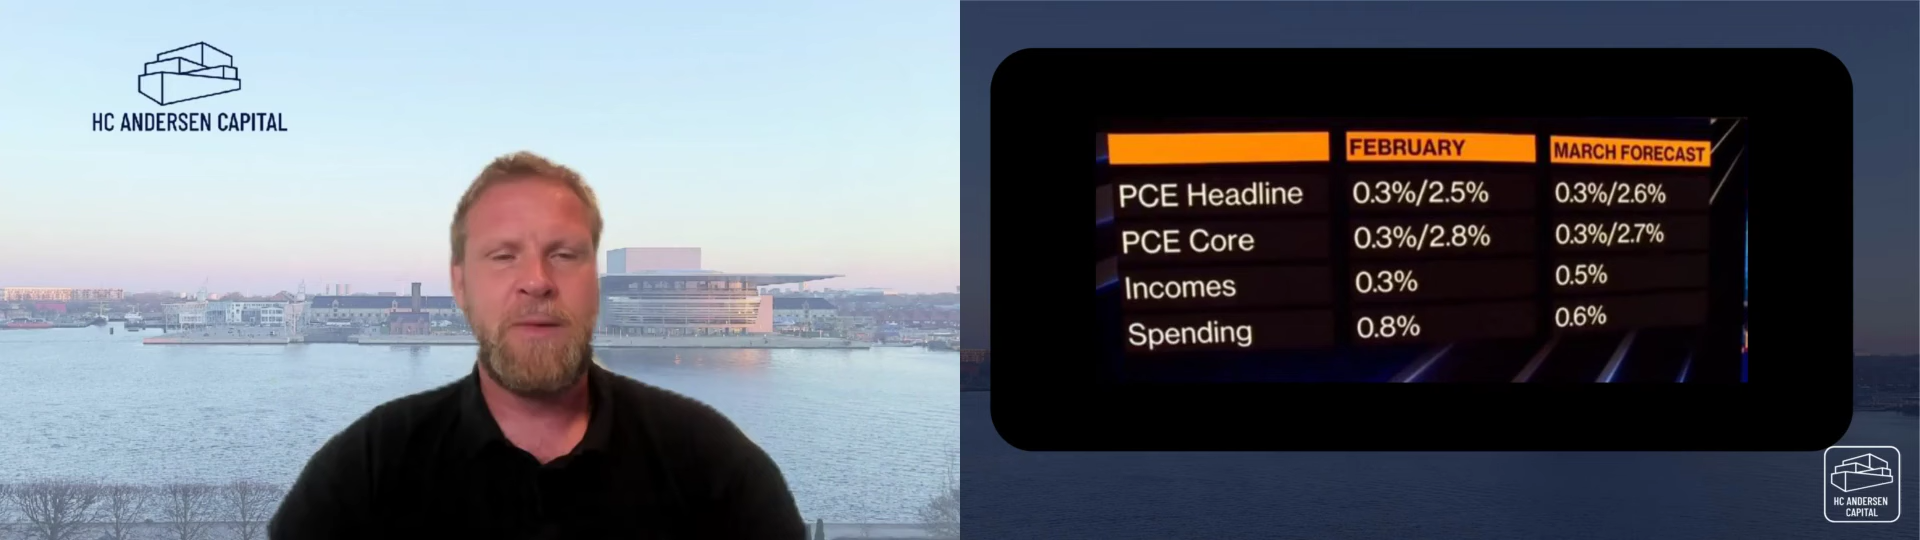 HC ANDERSEN CAPITAL
FEBRUARY MARCH FORECAST
PCE Headline 0.3%/2.5% 0.3%/2.6%
PCE Core 0.3%/2.8% 0.3%/2.7%
Incomes 0.3% 0.5%
Spending 0.8% 0.6%
HC ANDERSEN
CAPITAL